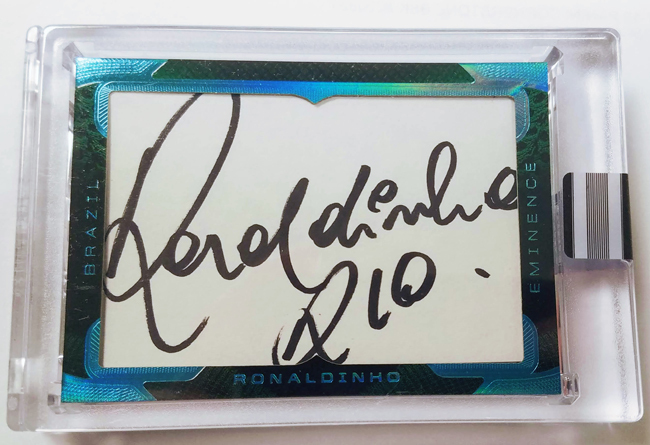 BRAZIL
Ronaldinho
R10.
EMINENCE
RONALDINHO